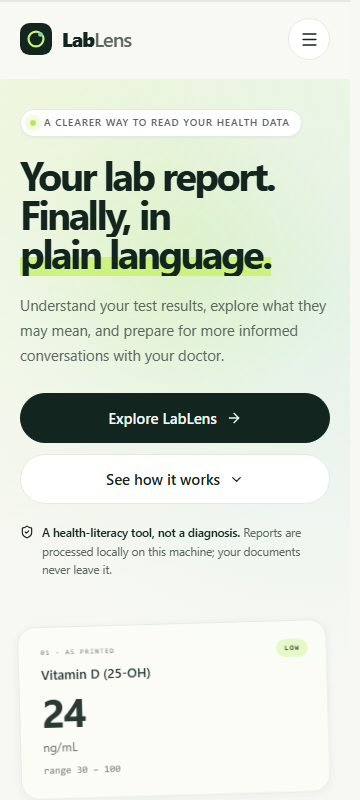 LabLens
A CLEARER WAY TO READ YOUR HEALTH DATA
Your lab report.
Finally, in
plain language.
Understand your test results, explore what they
may mean, and prepare for more informed
conversations with your doctor.
Explore LabLens
See how it works
A health-literacy tool, not a diagnosis. Reports are
processed locally on this machine; your documents
never leave it.
01 - AS PRINTED
LOW
Vitamin D (25-OH)
24
ng/mL
range 30 – 100